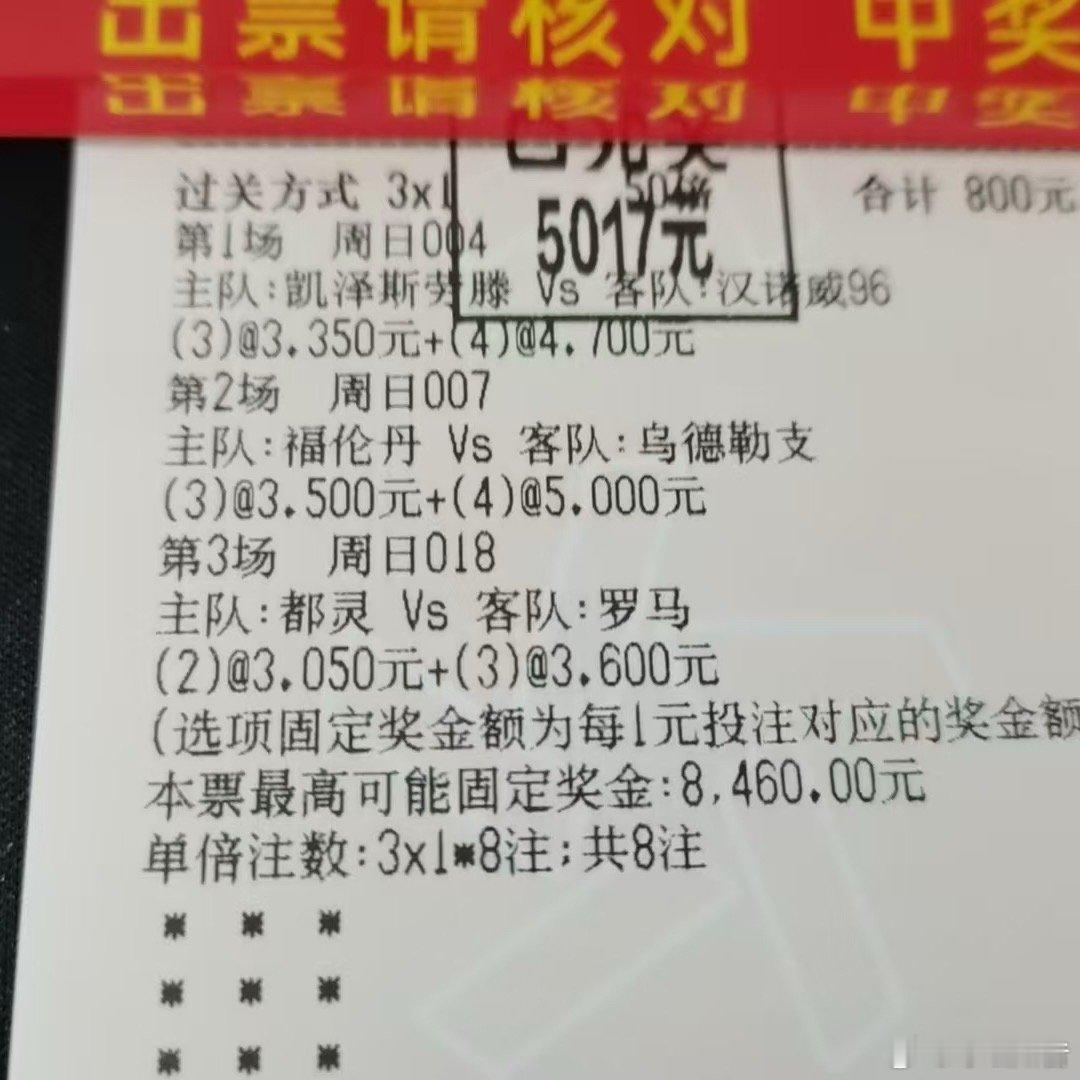 出票请核对 中奖
出票请核对 中奖
已兑奖
5017元
过关方式 3x1 50倍 合计 800元
第1场 周日004
主队:凯泽斯劳滕 Vs 客队:汉诺威96
(3)@3.350元+(4)@4.700元
第2场 周日007
主队:福伦丹 Vs 客队:乌德勒支
(3)@3.500元+(4)@5.000元
第3场 周日018
主队:都灵 Vs 客队:罗马
(2)@3.050元+(3)@3.600元
(选项固定奖金额为每1元投注对应的奖金额
本票最高可能固定奖金:8,460.00元
单倍注数:3x1*8注;共8注
* * *
* * *
* * *